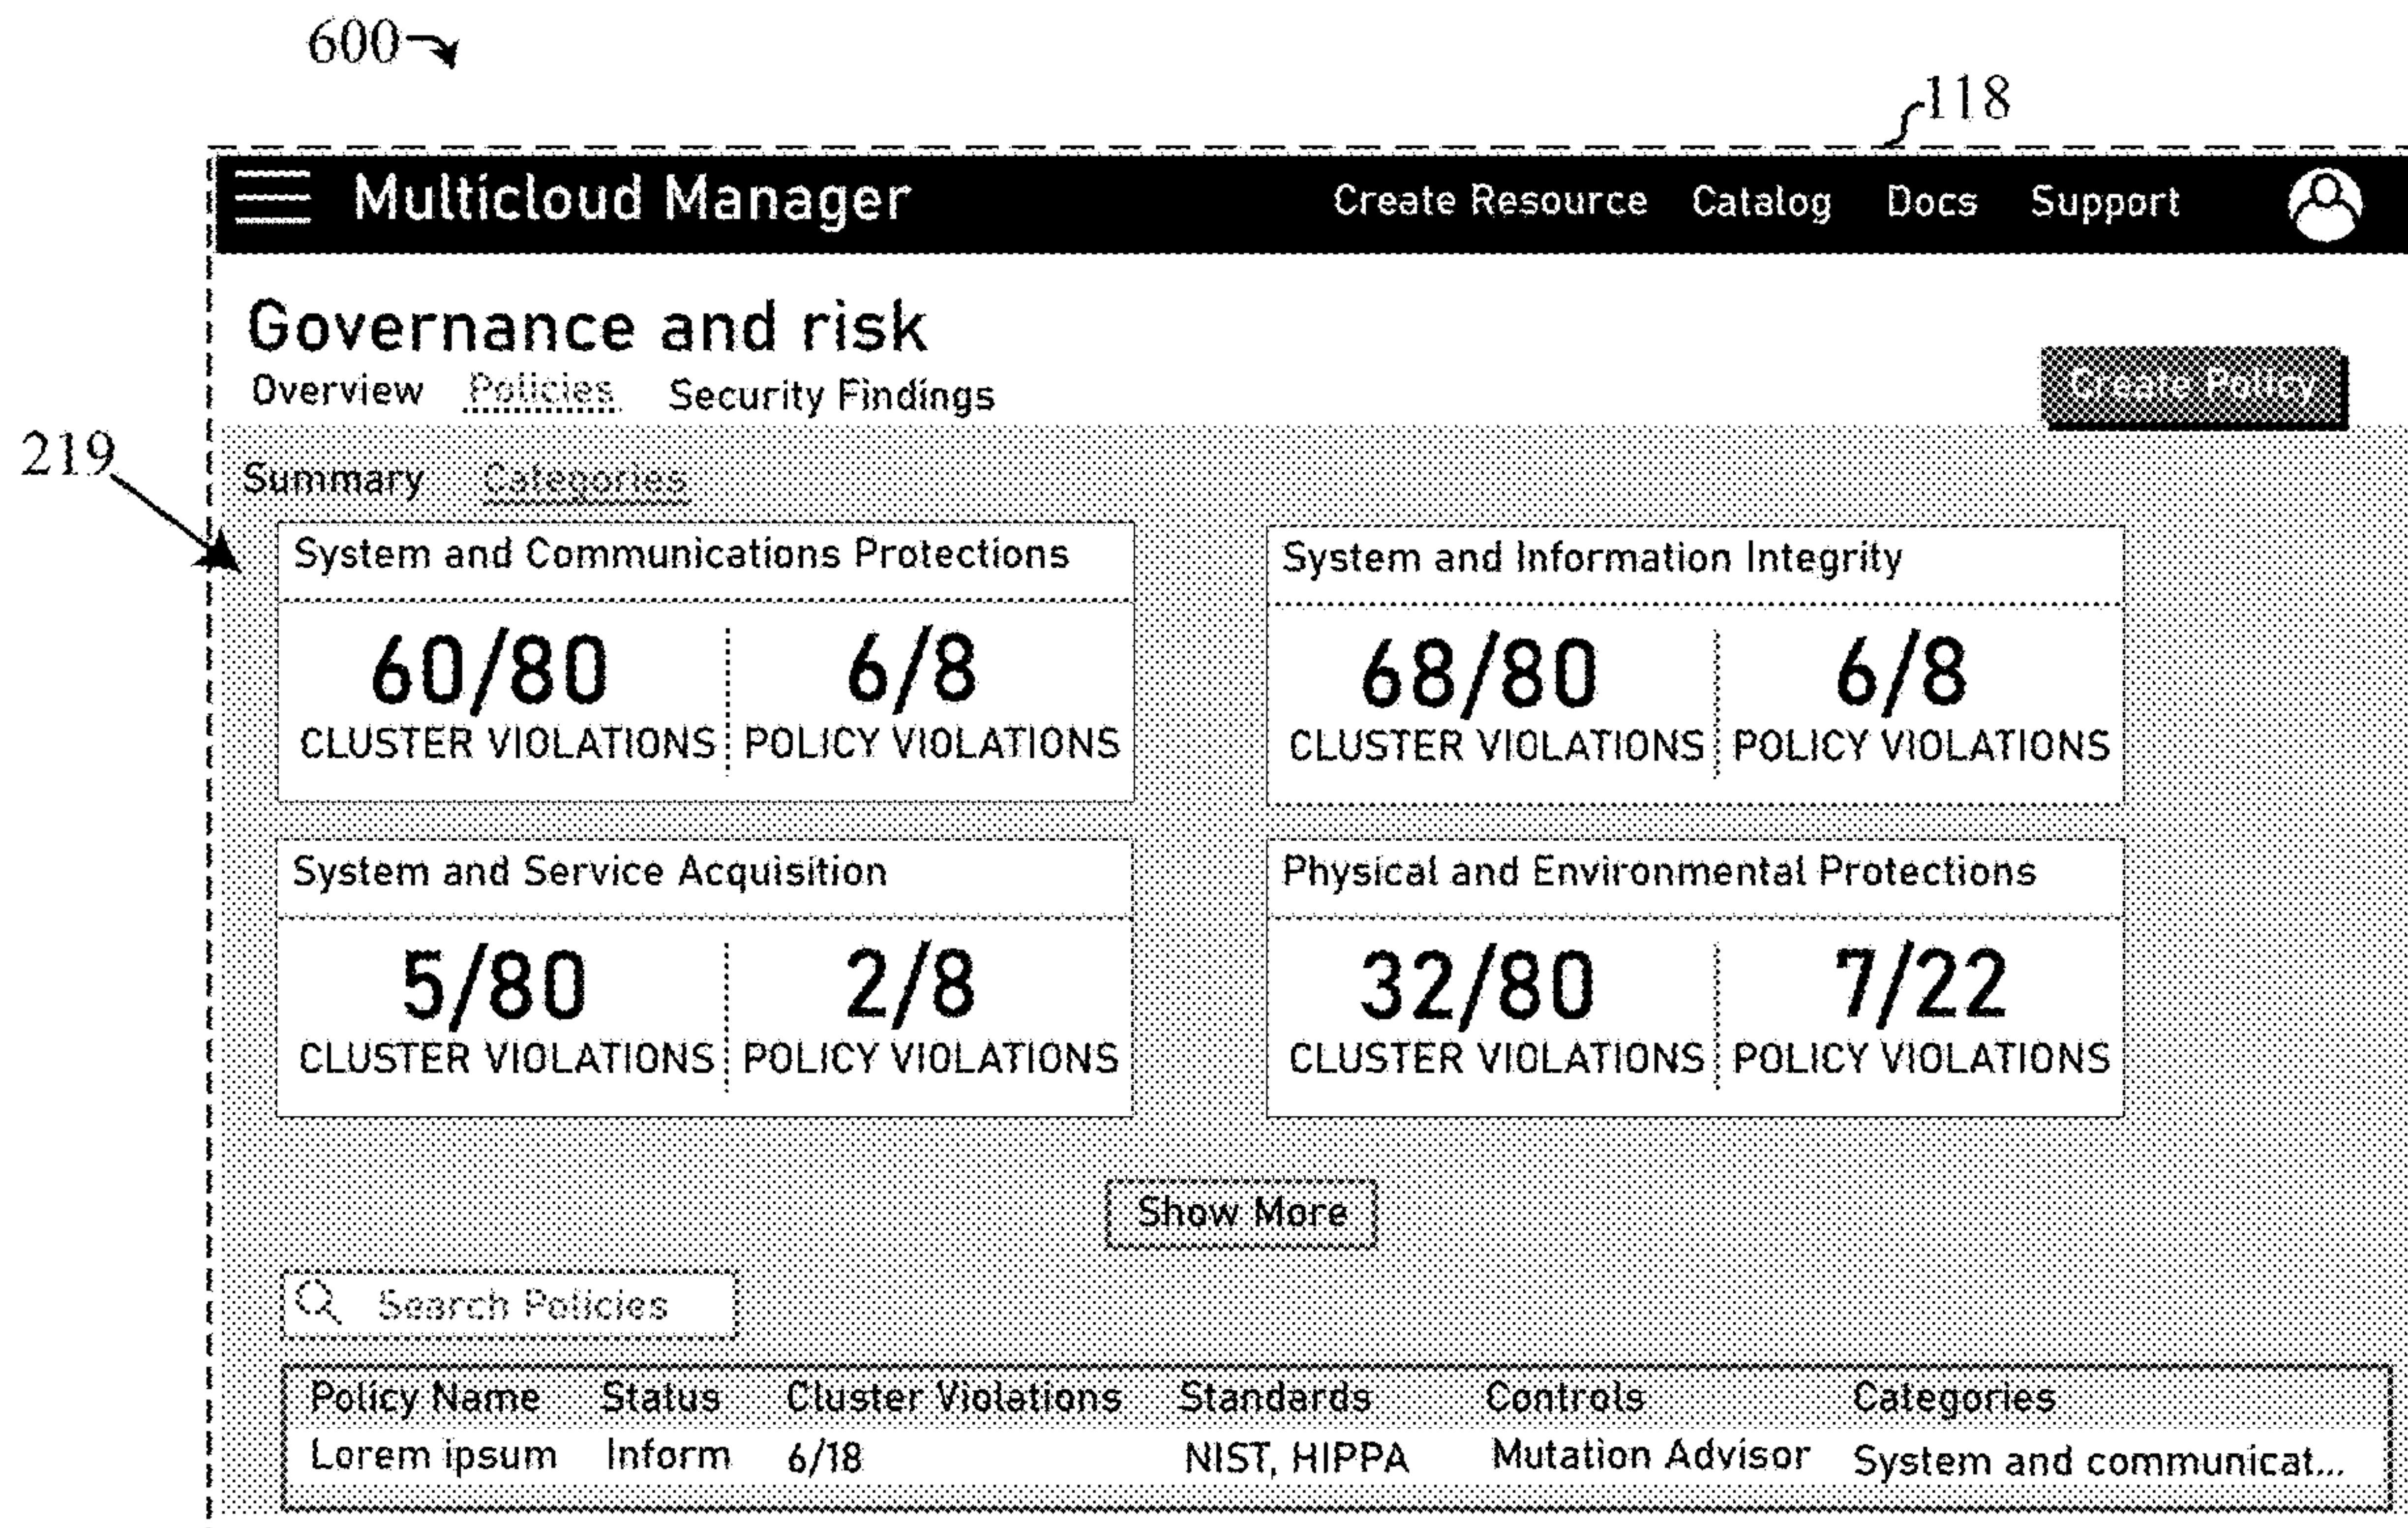 600
118
Multicloud Manager Create Resource Catalog Docs Support
Governance and risk
Overview Policies Security Findings
Create Policy
219
Summary Categories
System and Communications Protections
60/80 6/8
CLUSTER VIOLATIONS POLICY VIOLATIONS
System and Information Integrity
68/80 6/8
CLUSTER VIOLATIONS POLICY VIOLATIONS
System and Service Acquisition
5/80 2/8
CLUSTER VIOLATIONS POLICY VIOLATIONS
Physical and Environmental Protections
32/80 7/22
CLUSTER VIOLATIONS POLICY VIOLATIONS
Show More
Search Policies
Policy Name Status Cluster Violations Standards Controls Categories
Lorem ipsum Inform 6/18 NIST, HIPPA Mutation Advisor System and communicat...